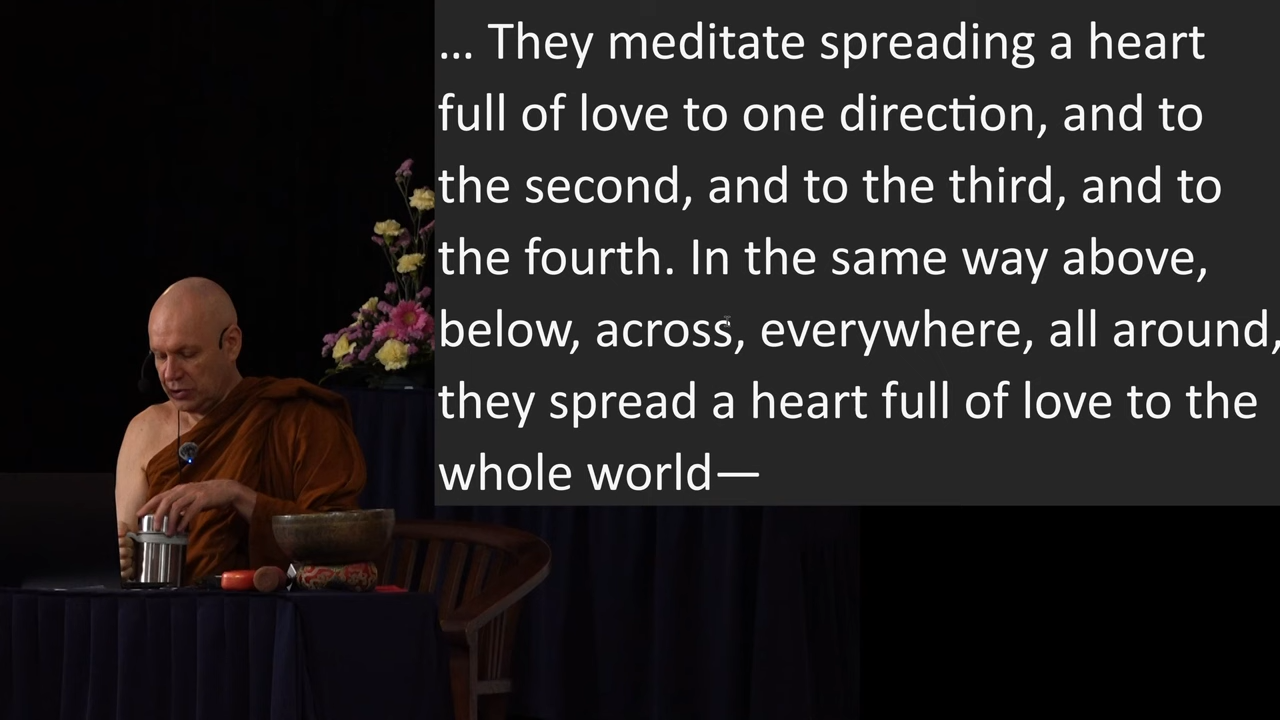 … They meditate spreading a heart
full of love to one direction, and to
the second, and to the third, and to
the fourth. In the same way above,
below, across, everywhere, all around,
they spread a heart full of love to the
whole world—